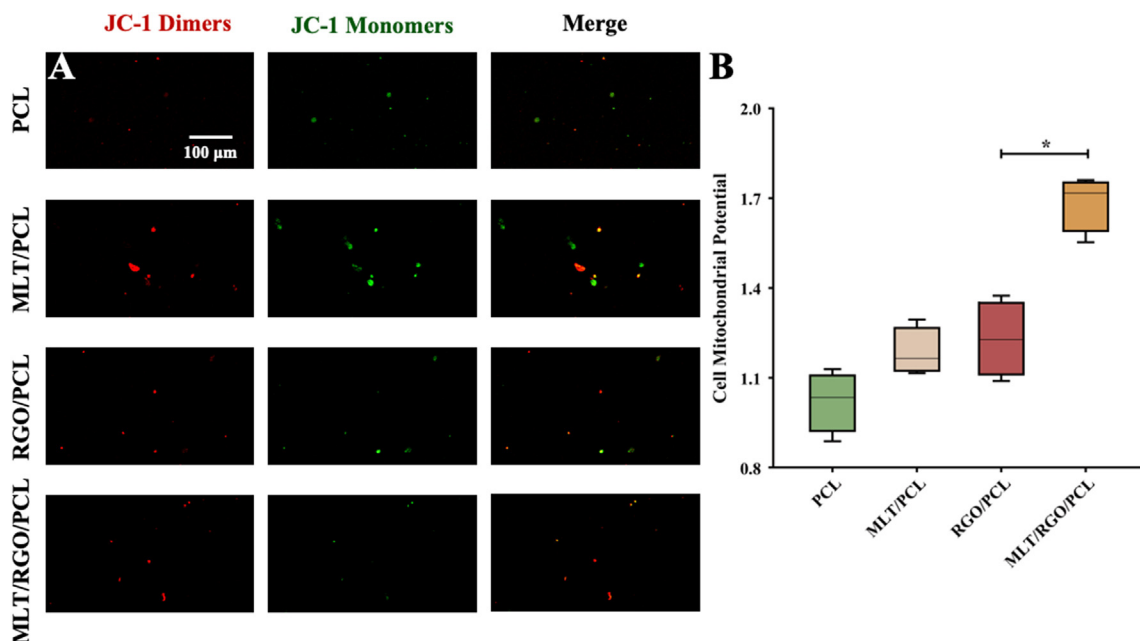 JC-1 Dimers
JC-1 Monomers
Merge
A
B
PCL
100 µm
MLT/PCL
RGO/PCL
MLT/RGO/PCL
Cell Mitochondrial Potential
2.0
1.7
1.4
1.1
0.8
*
PCL
MLT/PCL
RGO/PCL
MLT/RGO/PCL